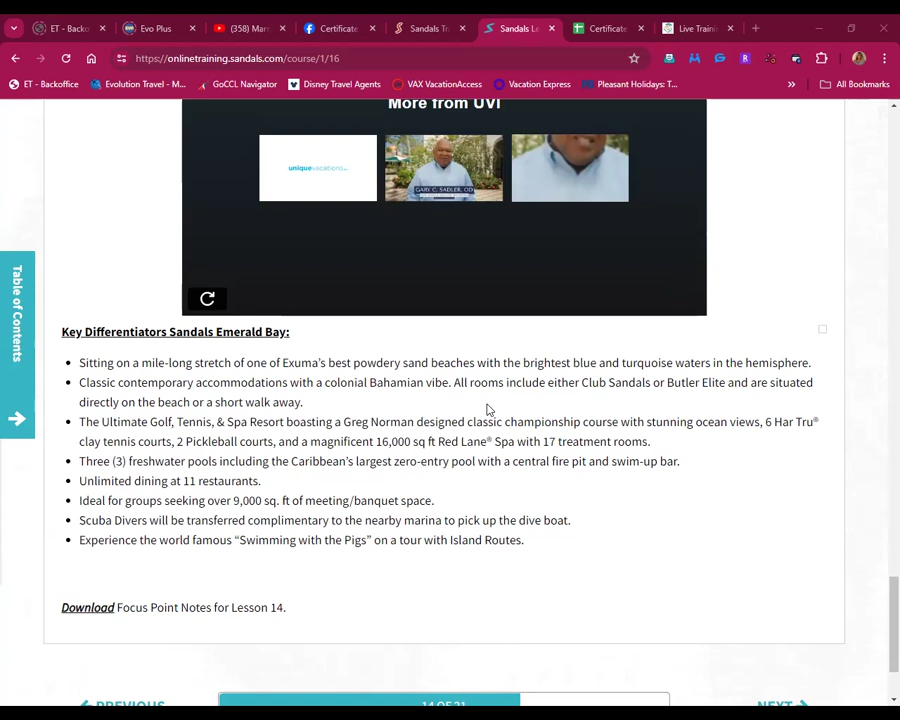 ET - Backo
Evo Plus
(358) Marr
Certificate
Sandals Tr
Sandals Le
Certificate
Live Trainin
https://onlinetraining.sandals.com/course/1/16
ET - Backoffice
Evolution Travel - M...
GoCCL Navigator
Disney Travel Agents
VAX VacationAccess
Vacation Express
Pleasant Holidays: T...
»
All Bookmarks
More from UVI
uniquevacations
GARY C. SADLER, OD
Table of Contents
Key Differentiators Sandals Emerald Bay:
• Sitting on a mile-long stretch of one of Exuma's best powdery sand beaches with the brightest blue and turquoise waters in the hemisphere.
• Classic contemporary accommodations with a colonial Bahamian vibe. All rooms include either Club Sandals or Butler Elite and are situated
directly on the beach or a short walk away.
• The Ultimate Golf, Tennis, & Spa Resort boasting a Greg Norman designed classic championship course with stunning ocean views, 6 Har Tru®
clay tennis courts, 2 Pickleball courts, and a magnificent 16,000 sq ft Red Lane® Spa with 17 treatment rooms.
• Three (3) freshwater pools including the Caribbean's largest zero-entry pool with a central fire pit and swim-up bar.
• Unlimited dining at 11 restaurants.
• Ideal for groups seeking over 9,000 sq. ft of meeting/banquet space.
• Scuba Divers will be transferred complimentary to the nearby marina to pick up the dive boat.
• Experience the world famous “Swimming with the Pigs” on a tour with Island Routes.
Download Focus Point Notes for Lesson 14.
PREVIOUS
14 OF 21
NEXT